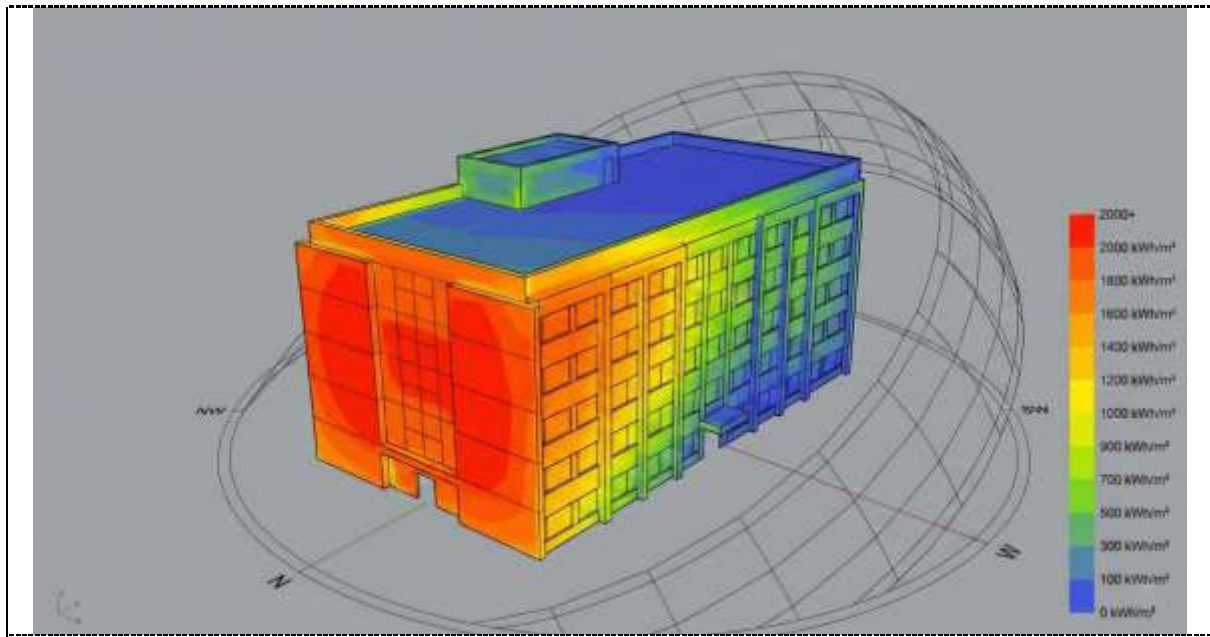 2000+
2000 kWh/m²
1800 kWh/m²
1600 kWh/m²
1400 kWh/m²
1200 kWh/m²
1000 kWh/m²
900 kWh/m²
700 kWh/m²
500 kWh/m²
300 kWh/m²
100 kWh/m²
0 kWh/m²
NW
N